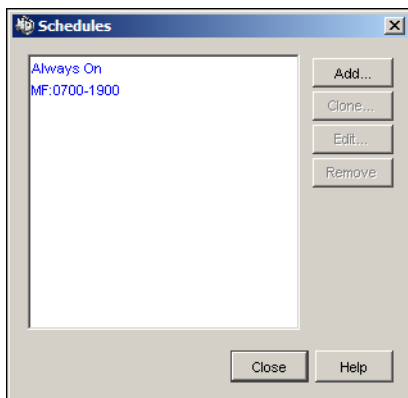 Schedules
Always On
MF:0700-1900
Add...
Clone...
Edit...
Remove
Close
Help